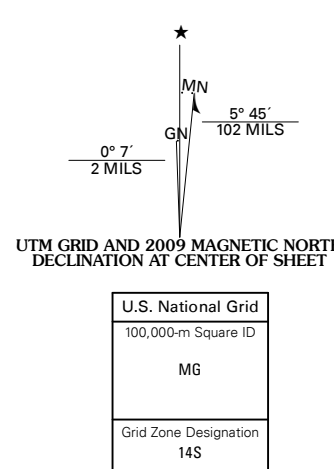 ★
MN
GN
5° 45´
102 MILS
0° 7´
2 MILS
UTM GRID AND 2009 MAGNETIC NORTH
DECLINATION AT CENTER OF SHEET
U.S. National Grid
100,000-m Square ID
MG
Grid Zone Designation
14S